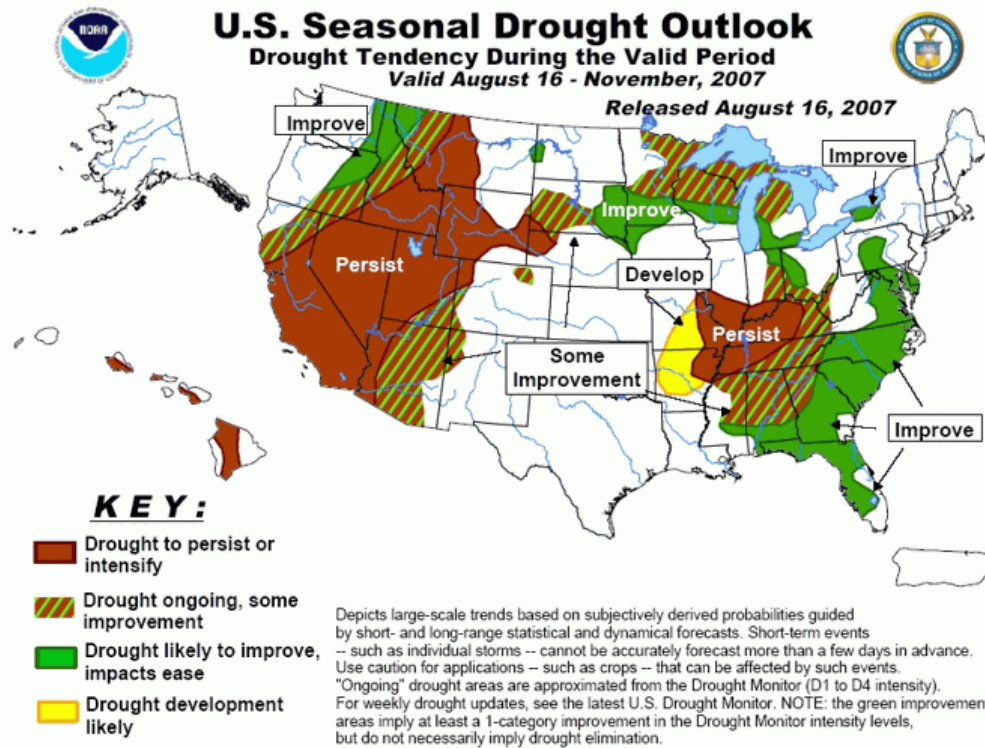 U.S. Seasonal Drought Outlook
Drought Tendency During the Valid Period
Valid August 16 - November, 2007
Released August 16, 2007
NOAA
Improve
Improve
Improve
Persist
Develop
Persist
Some
Improvement
Improve
KEY:
Drought to persist or
intensify
Drought ongoing, some
improvement
Drought likely to improve,
impacts ease
Drought development
likely
Depicts large-scale trends based on subjectively derived probabilities guided
by short- and long-range statistical and dynamical forecasts. Short-term events
-- such as individual storms -- cannot be accurately forecast more than a few days in advance.
Use caution for applications -- such as crops -- that can be affected by such events.
"Ongoing" drought areas are approximated from the Drought Monitor (D1 to D4 intensity).
For weekly drought updates, see the latest U.S. Drought Monitor. NOTE: the green improvemen
areas imply at least a 1-category improvement in the Drought Monitor intensity levels,
but do not necessarily imply drought elimination.